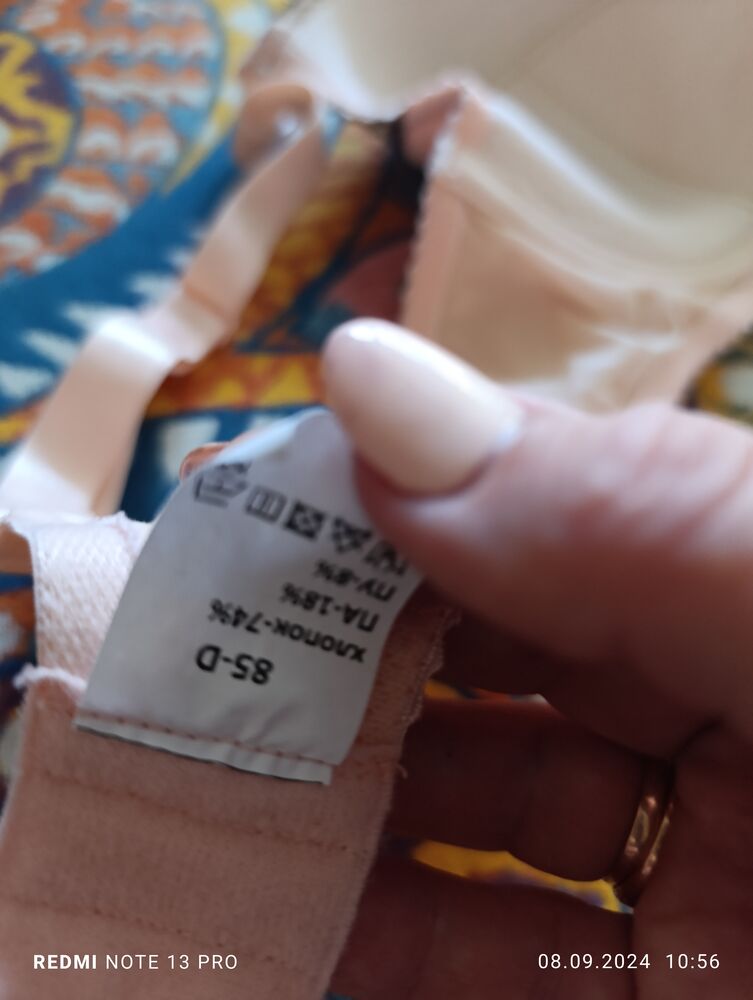 85-D
хлопок-74%
ПА-18%
ПУ-8%
REDMI NOTE 13 PRO
08.09.2024 10:56